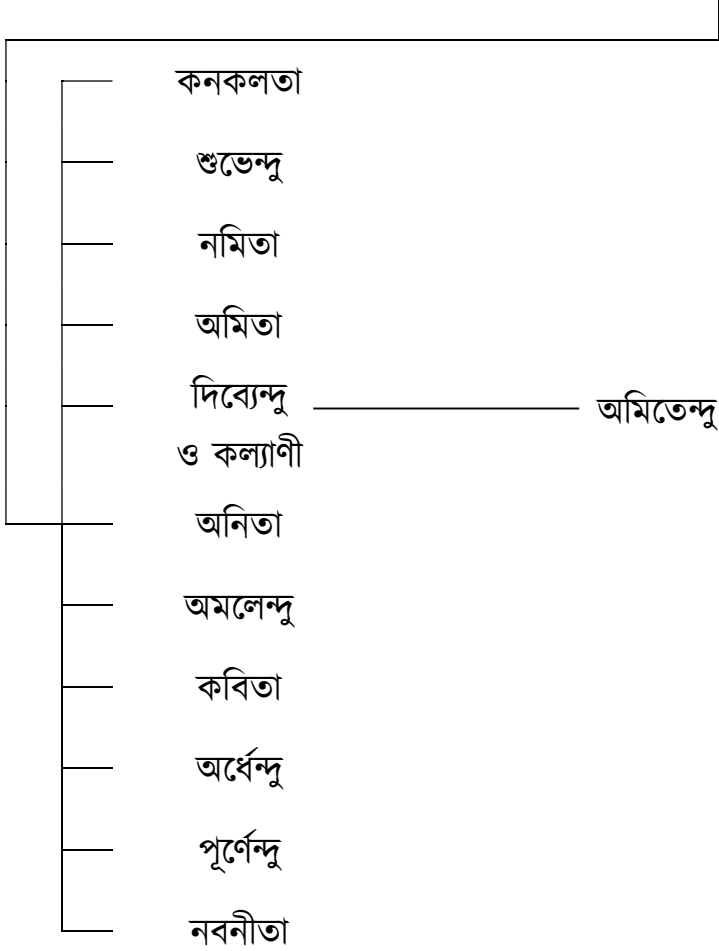 কনকলতা
শুভেন্দু
নমিতা
অমিতা
দিব্যেন্দু
অমিতেন্দু
ও কল্যাণী
অনিতা
অমলেন্দু
কবিতা
অর্ধেন্দু
পূর্ণেন্দু
নবনীতা